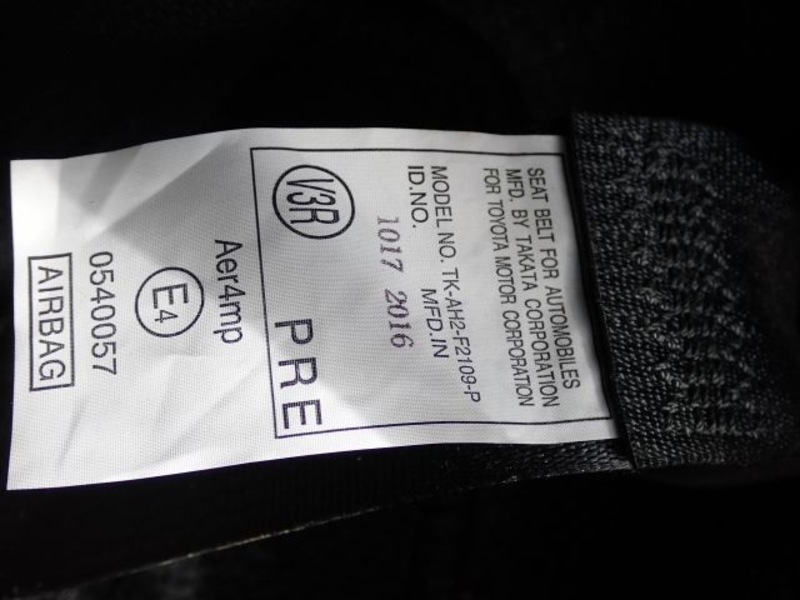 SEAT BELT FOR AUTOMOBILES
MFD. BY TAKATA CORPORATION
FOR TOYOTA MOTOR CORPORATION
MODEL NO. TK-AH2-F2109-P
ID.NO. MFD.IN
1017 2016
V3R PRE
Aer4mp
E4
0540057
AIRBAG